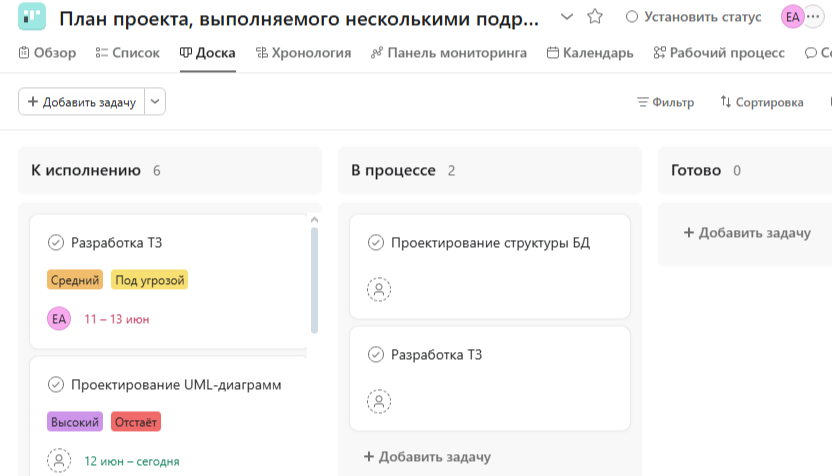 План проекта, выполняемого несколькими подр...
Установить статус
EA
Обзор
Список
Доска
Хронология
Панель мониторинга
Календарь
Рабочий процесс
+ Добавить задачу
Фильтр
Сортировка
К исполнению 6
Разработка ТЗ
Средний Под угрозой
EA 11 – 13 июн
Проектирование UML-диаграмм
Высокий Отстаёт
12 июн – сегодня
В процессе 2
Проектирование структуры БД
Разработка ТЗ
+ Добавить задачу
Готово 0
+ Добавить задачу